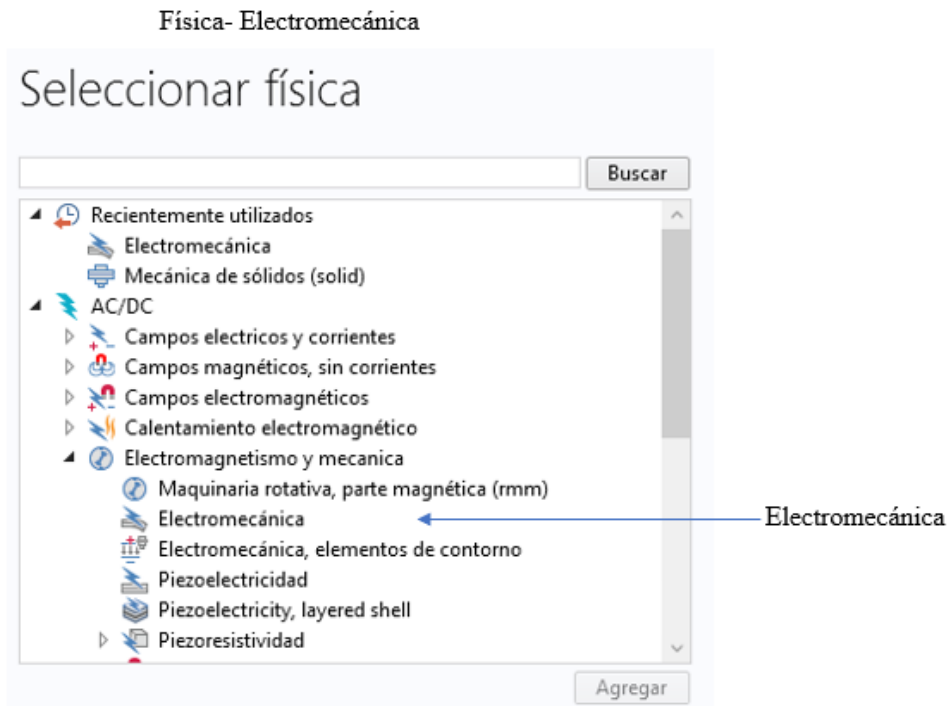 Física- Electromecánica
Seleccionar física
Buscar
Recientemente utilizados
Electromecánica
Mecánica de sólidos (solid)
AC/DC
Campos electricos y corrientes
Campos magnéticos, sin corrientes
Campos electromagnéticos
Calentamiento electromagnético
Electromagnetismo y mecanica
Maquinaria rotativa, parte magnética (rmm)
Electromecánica
Electromecánica
Electromecánica, elementos de contorno
Piezoelectricidad
Piezoelectricity, layered shell
Piezoresistividad
Agregar